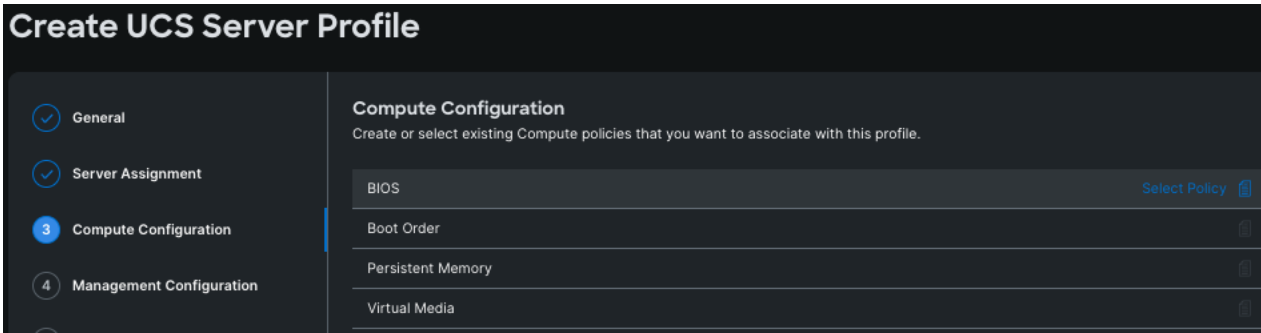 Create UCS Server Profile
General
Server Assignment
3 Compute Configuration
4 Management Configuration
Compute Configuration
Create or select existing Compute policies that you want to associate with this profile.
BIOS Select Policy
Boot Order
Persistent Memory
Virtual Media